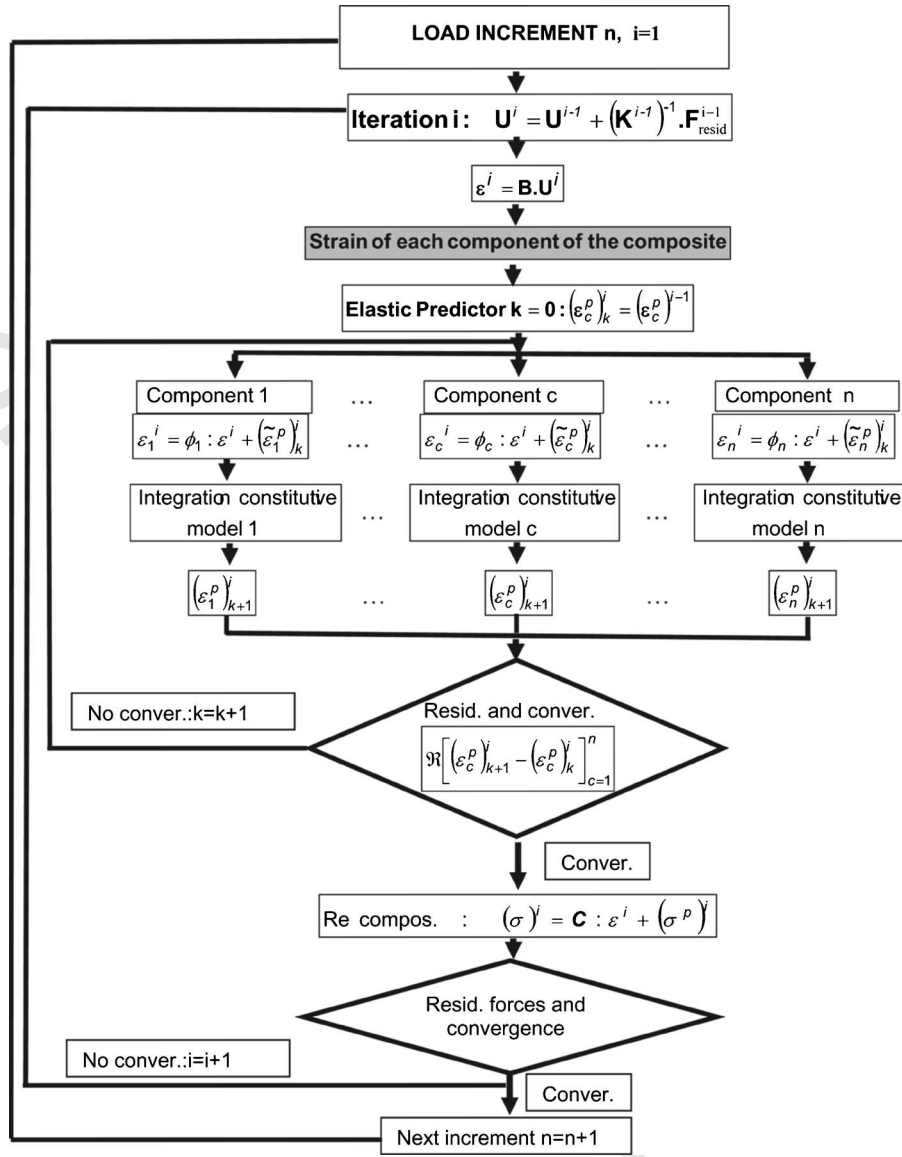 LOAD INCREMENT n, i=1
Iteration i: U^i = U^{i-1} + (K^{i-1})^{-1}.F_{resid}^{i-1}
ε^i = B.U^i
Strain of each component of the composite
Elastic Predictor k = 0 : (ε_c^p)_k^i = (ε_c^p)^{i-1}
Component 1 ... Component c ... Component n
ε_1^i = ϕ_1 : ε^i + (ε̃_1^p)_k^i ... ε_c^i = ϕ_c : ε^i + (ε̃_c^p)_k^i ... ε_n^i = ϕ_n : ε^i + (ε̃_n^p)_k^i
Integration constitutive ... Integration constitutive ... Integration constitutive
model 1 model c model n
(ε_1^p)_{k+1}^i ... (ε_c^p)_{k+1}^i ... (ε_n^p)_{k+1}^i
No conver.:k=k+1
Resid. and conver.
ℜ[(ε_c^p)_{k+1}^i − (ε_c^p)_k^i]_{c=1}^n
Conver.
Re compos. : (σ)^i = C : ε^i + (σ^p)^i
Resid. forces and
convergence
No conver.:i=i+1
Conver.
Next increment n=n+1